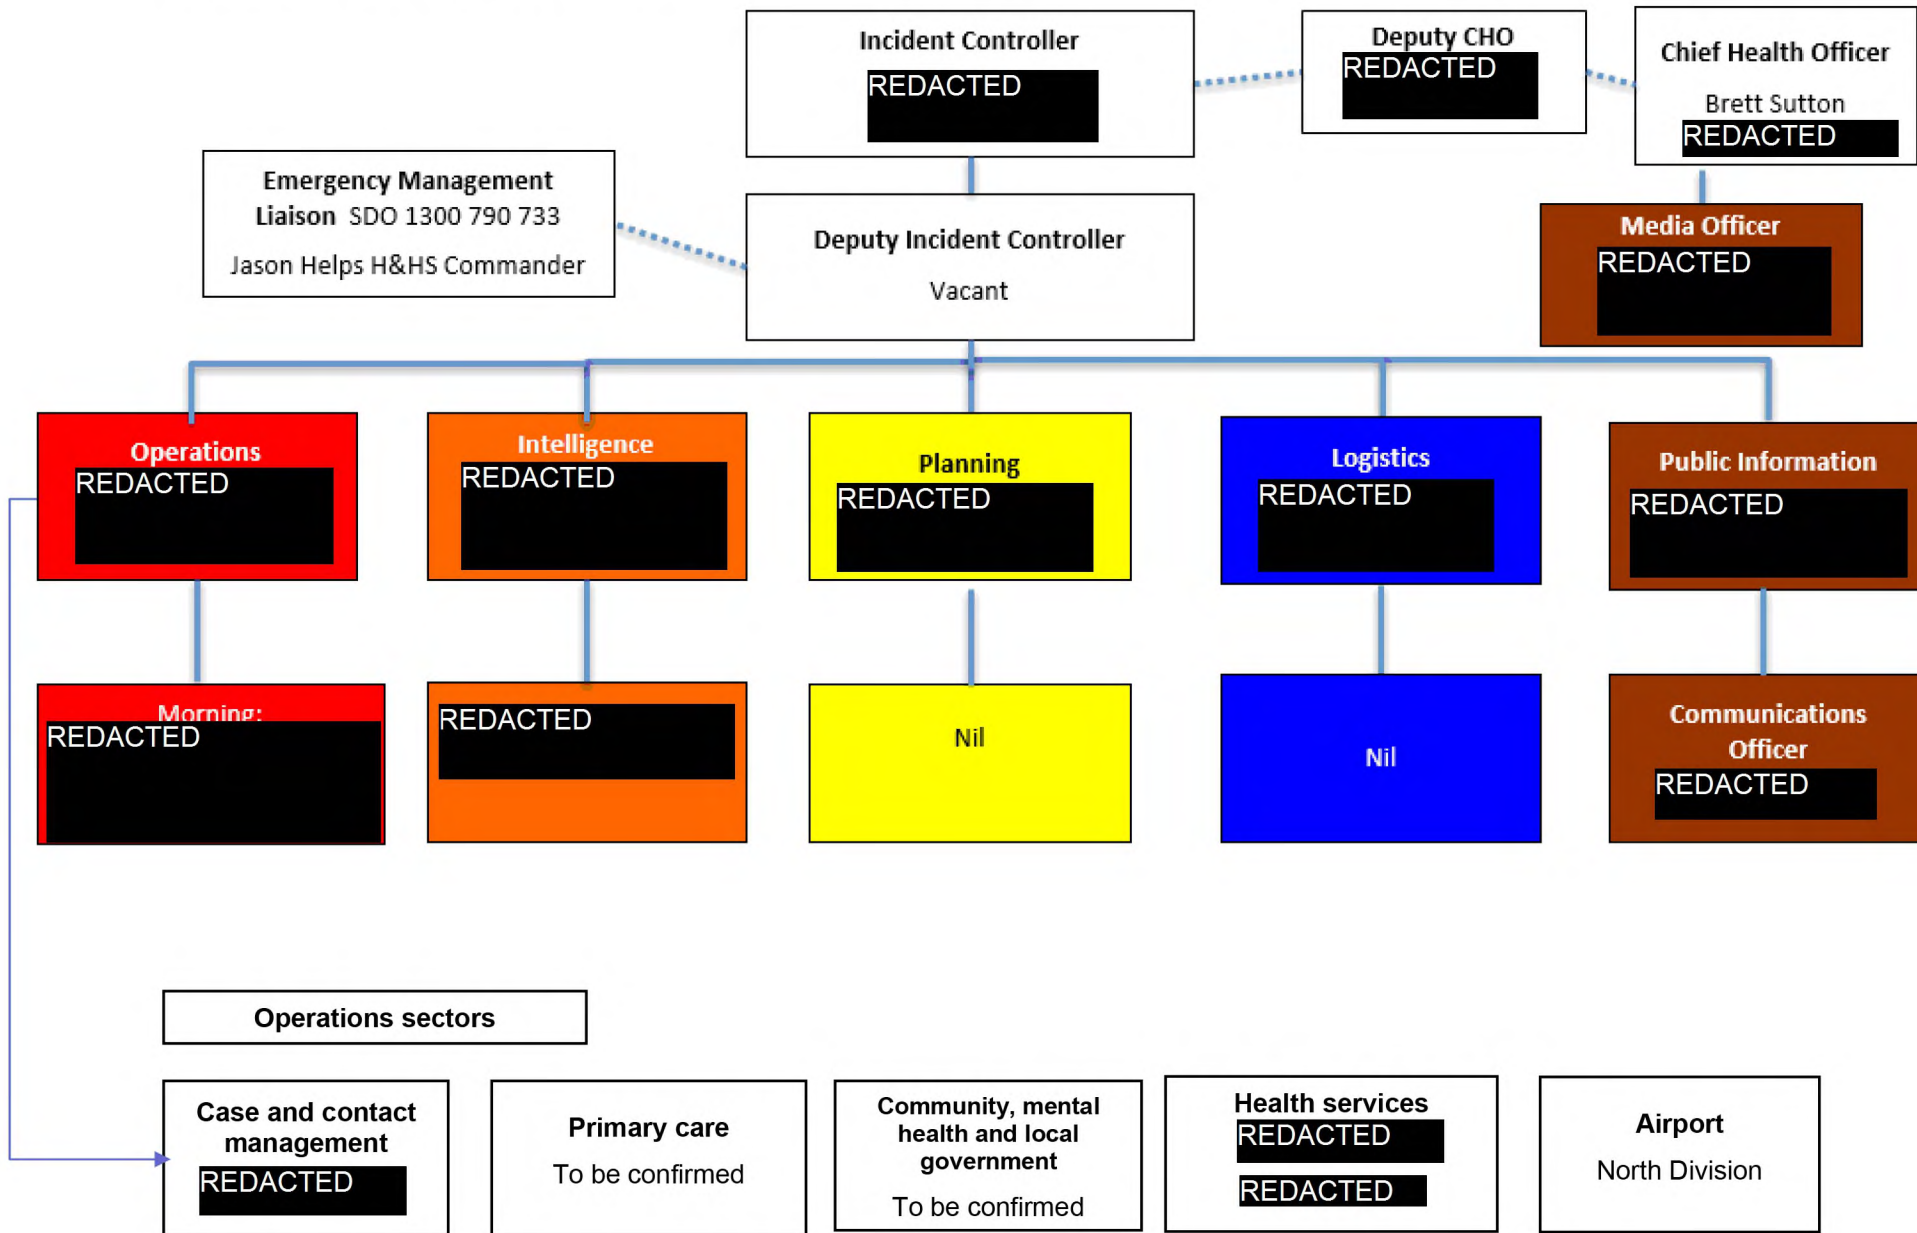 Incident Controller
REDACTED
Deputy CHO
REDACTED
Chief Health Officer
Brett Sutton
REDACTED
Emergency Management
Liaison SDO 1300 790 733
Jason Helps H&HS Commander
Deputy Incident Controller
Vacant
Media Officer
REDACTED
Operations
REDACTED
Intelligence
REDACTED
Planning
REDACTED
Logistics
REDACTED
Public Information
REDACTED
Morning:
REDACTED
REDACTED
Nil
Nil
Communications
Officer
REDACTED
Operations sectors
Case and contact
management
REDACTED
Primary care
To be confirmed
Community, mental
health and local
government
To be confirmed
Health services
REDACTED
REDACTED
Airport
North Division